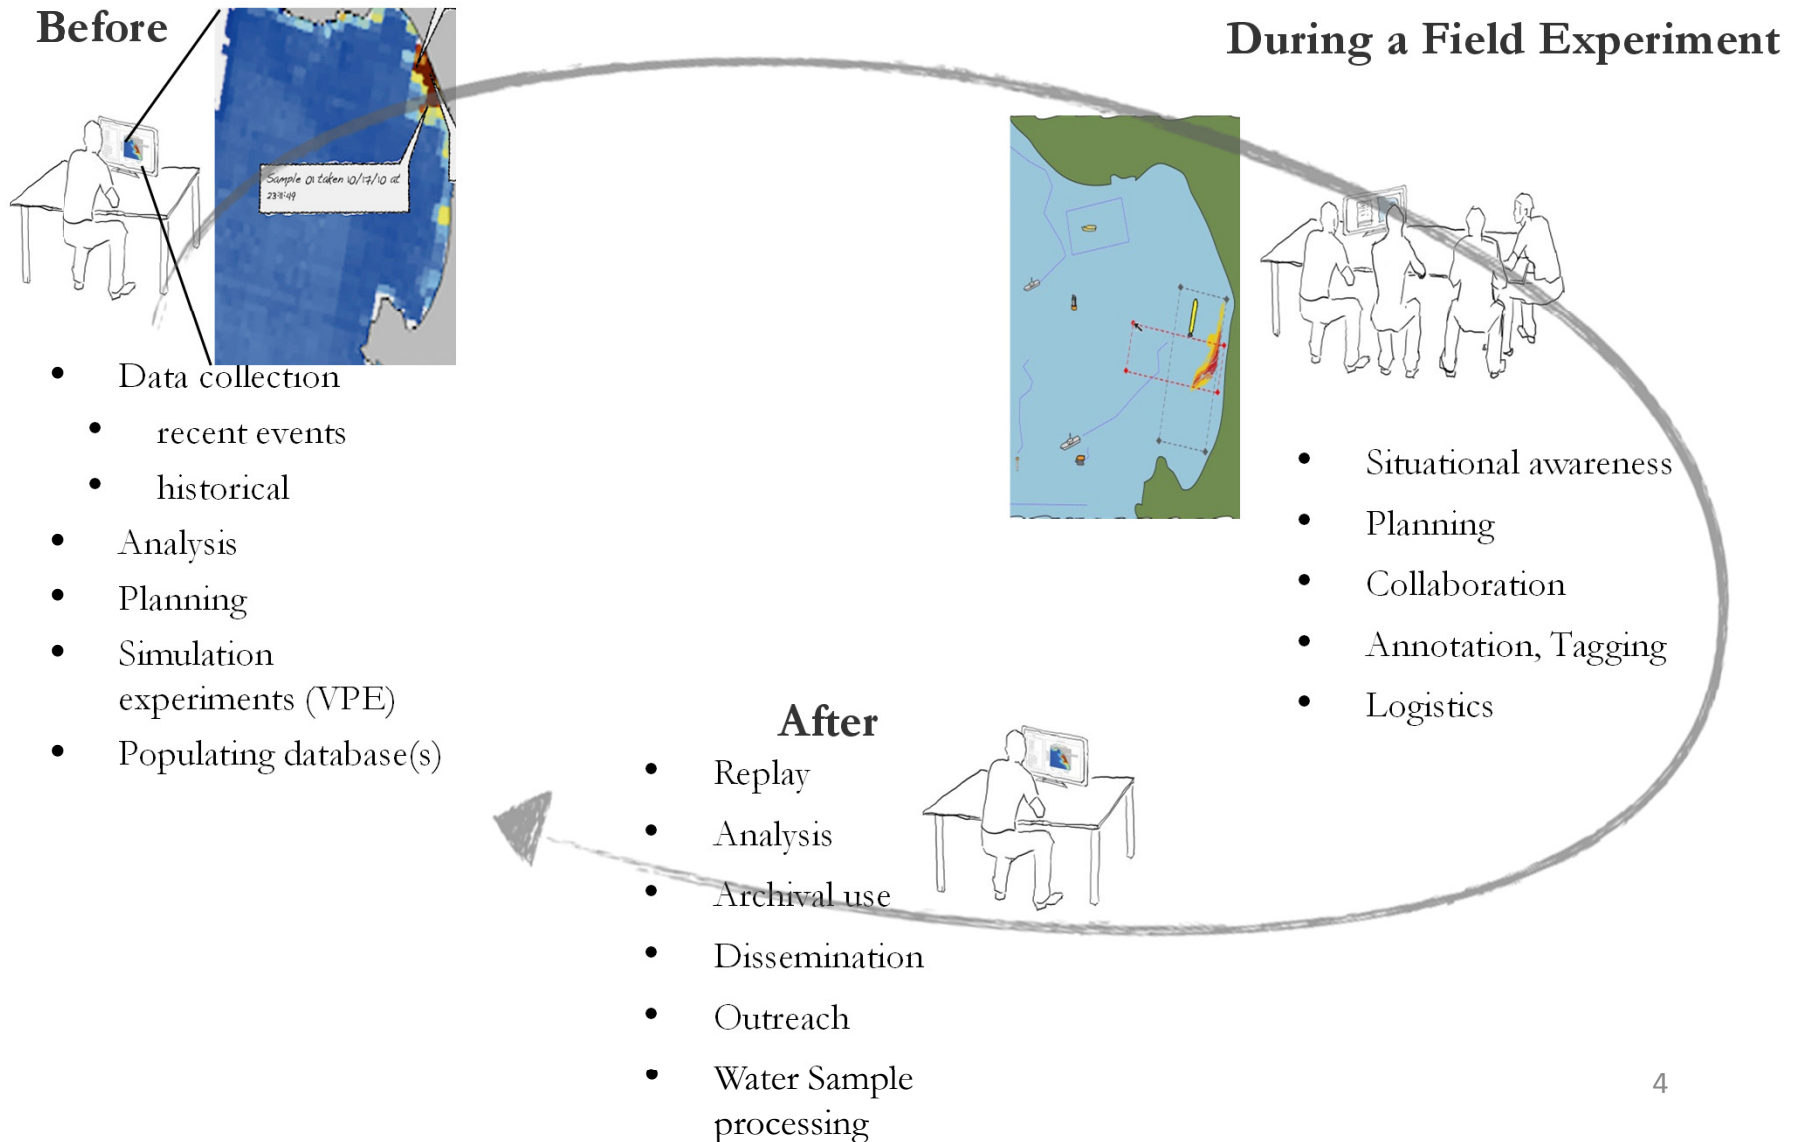 Before
During a Field Experiment
Sample 01 taken 10/17/10 at
23:11:49
• Data collection
• recent events
• historical
• Analysis
• Planning
• Simulation
experiments (VPE)
• Populating database(s)
• Situational awareness
• Planning
• Collaboration
• Annotation, Tagging
• Logistics
After
• Replay
• Analysis
• Archival use
• Dissemination
• Outreach
• Water Sample
processing
4